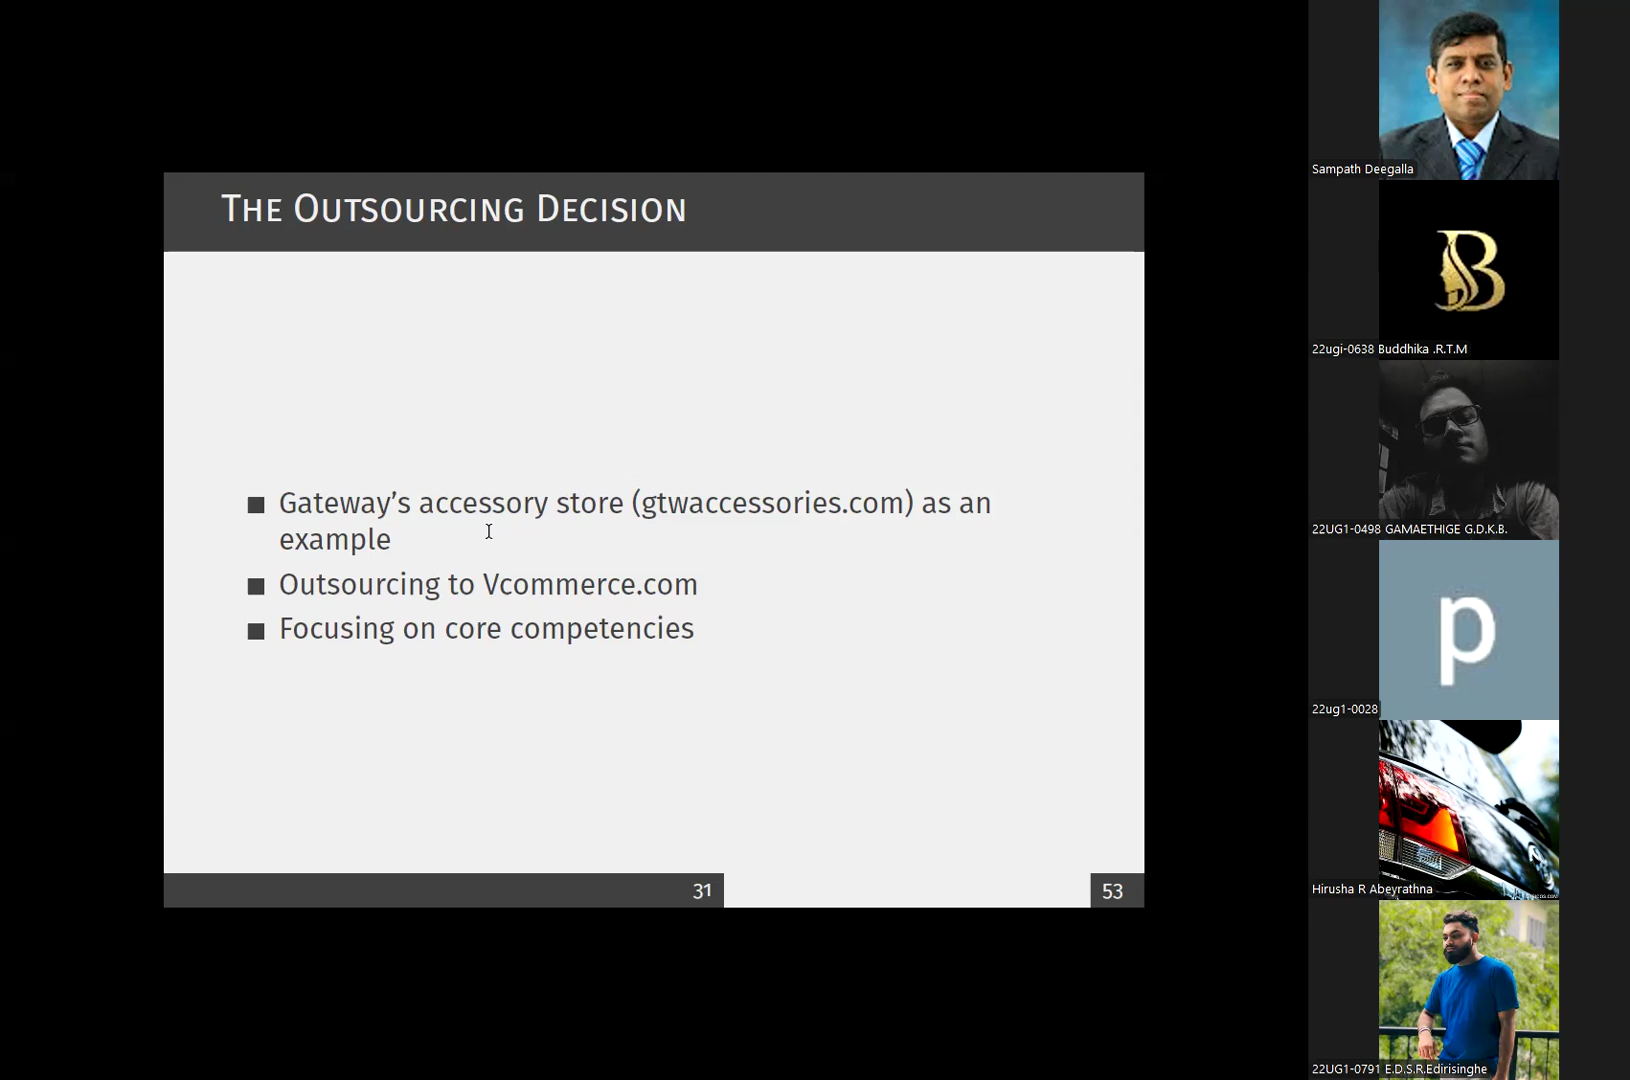 The Outsourcing Decision
Gateway’s accessory store (gtwaccessories.com) as an
example
Outsourcing to Vcommerce.com
Focusing on core competencies
31
53
Sampath Deegalla
B
22ugi-0638 Buddhika .R.T.M
22UG1-0498 GAMAETHIGE G.D.K.B.
p
22ug1-0028
Hirusha R Abeyrathna
22UG1-0791 E.D.S.R.Edirisinghe